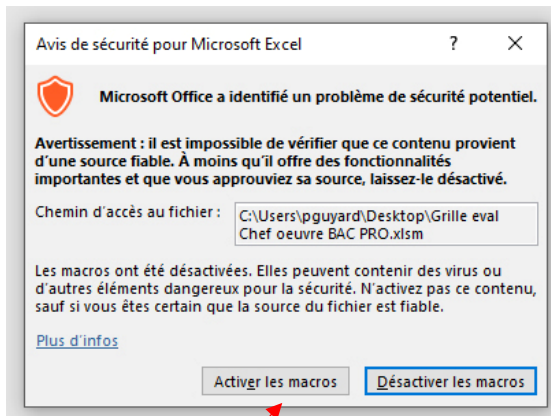 Avis de sécurité pour Microsoft Excel ? X
Microsoft Office a identifié un problème de sécurité potentiel.
Avertissement : il est impossible de vérifier que ce contenu provient
d'une source fiable. À moins qu'il offre des fonctionnalités
importantes et que vous approuviez sa source, laissez-le désactivé.
Chemin d'accès au fichier : C:\Users\pguyard\Desktop\Grille eval
Chef oeuvre BAC PRO.xlsm
Les macros ont été désactivées. Elles peuvent contenir des virus ou
d'autres éléments dangereux pour la sécurité. N'activez pas ce contenu,
sauf si vous êtes certain que la source du fichier est fiable.
Plus d'infos
Activer les macros Désactiver les macros